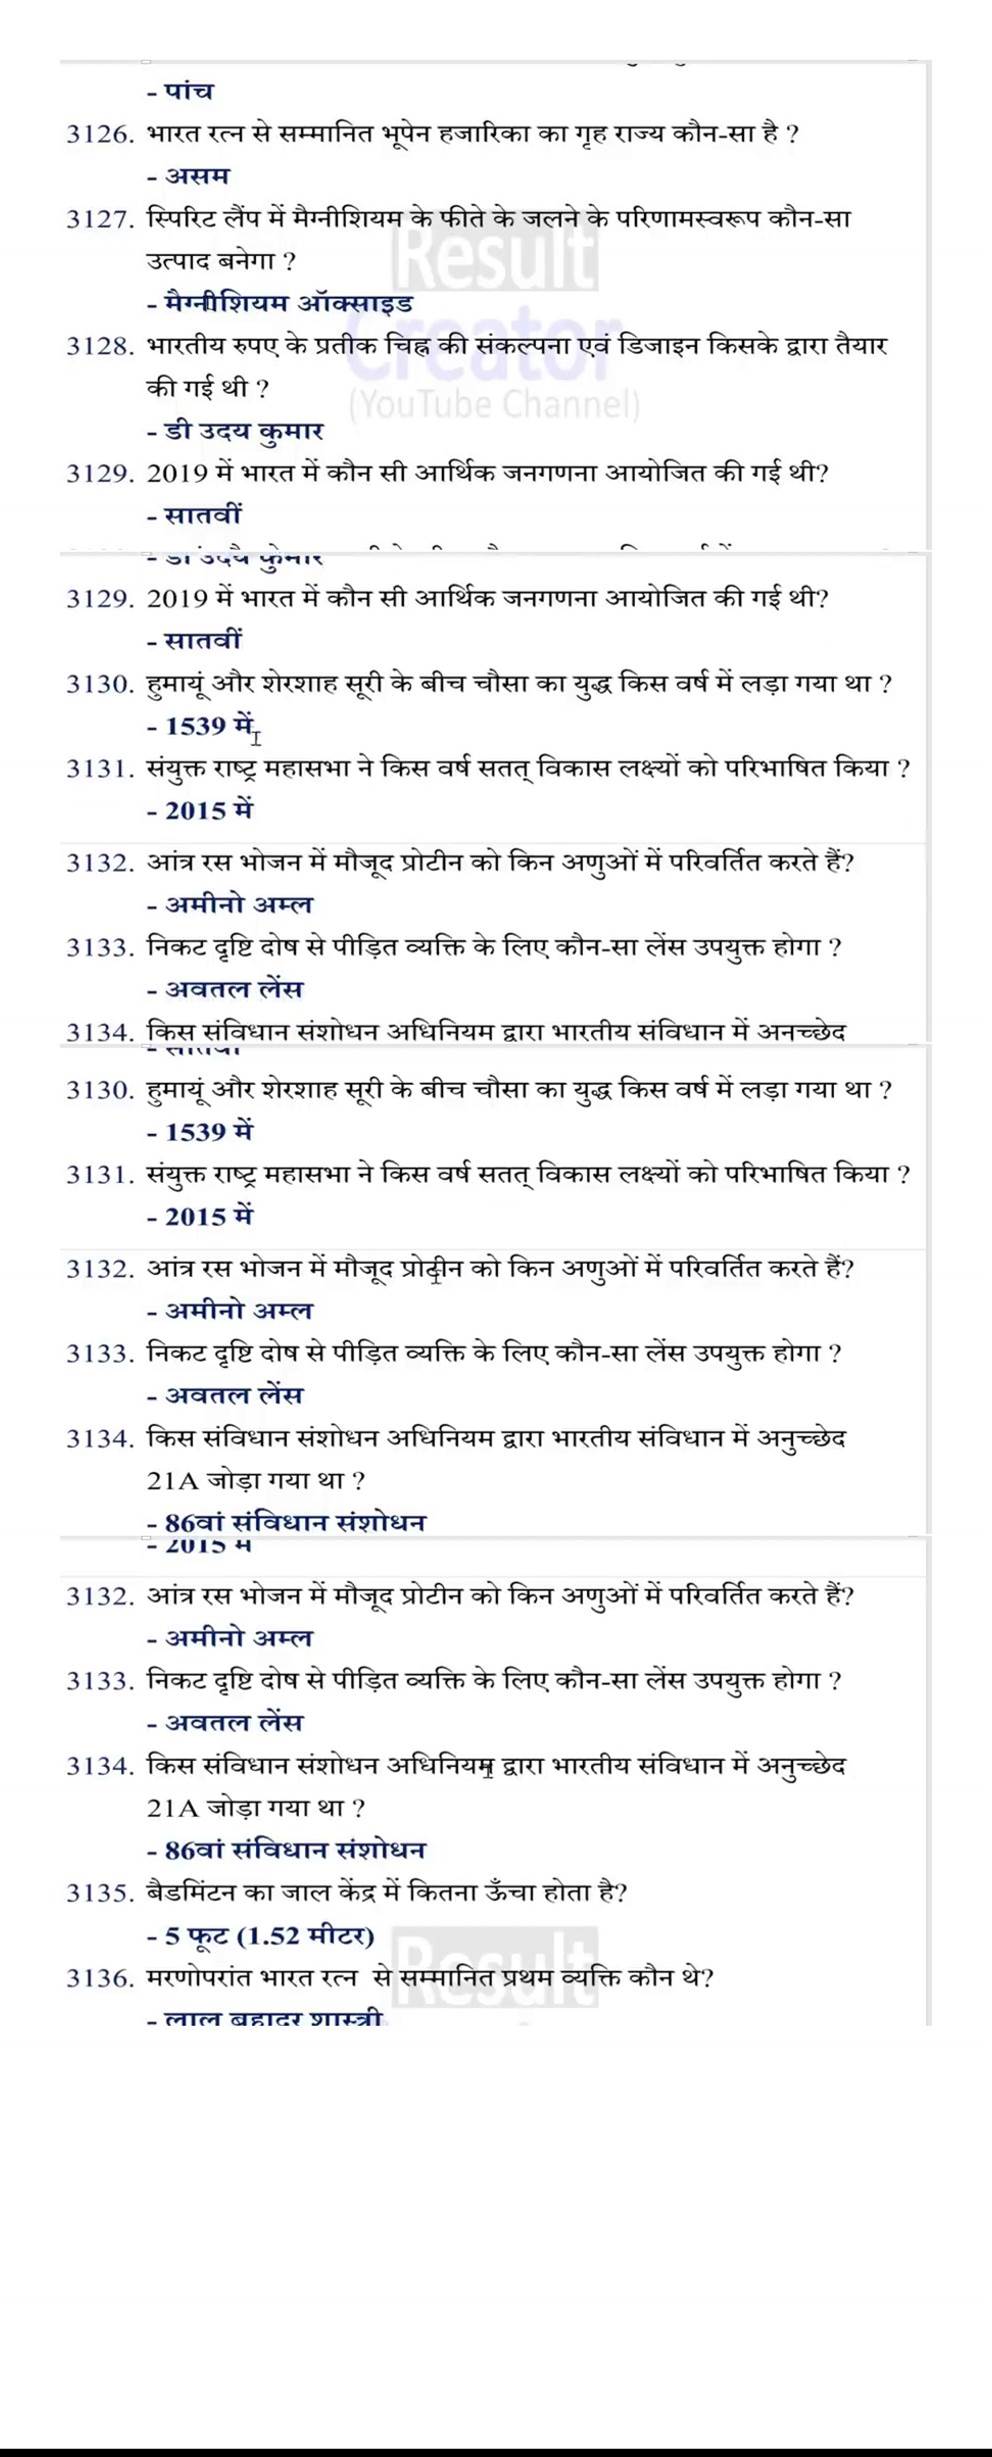 - पांच
3126. भारत रत्न से सम्मानित भूपेन हजारिका का गृह राज्य कौन-सा है ?
- असम
3127. स्पिरिट लैंप में मैग्नीशियम के फीते के जलने के परिणामस्वरूप कौन-सा
उत्पाद बनेगा ?
- मैग्नीशियम ऑक्साइड
3128. भारतीय रुपए के प्रतीक चिह्न की संकल्पना एवं डिजाइन किसके द्वारा तैयार
की गई थी ?
- डी उदय कुमार
Result
Creator
(YouTube Channel)
3129. 2019 में भारत में कौन सी आर्थिक जनगणना आयोजित की गई थी?
- सातवीं
3129. 2019 में भारत में कौन सी आर्थिक जनगणना आयोजित की गई थी?
- सातवीं
3130. हुमायूं और शेरशाह सूरी के बीच चौसा का युद्ध किस वर्ष में लड़ा गया था ?
- 1539 में
3131. संयुक्त राष्ट्र महासभा ने किस वर्ष सतत् विकास लक्ष्यों को परिभाषित किया ?
- 2015 में
3132. आंत्र रस भोजन में मौजूद प्रोटीन को किन अणुओं में परिवर्तित करते हैं?
- अमीनो अम्ल
3133. निकट दृष्टि दोष से पीड़ित व्यक्ति के लिए कौन-सा लेंस उपयुक्त होगा ?
- अवतल लेंस
3134. किस संविधान संशोधन अधिनियम द्वारा भारतीय संविधान में अनुच्छेद
3130. हुमायूं और शेरशाह सूरी के बीच चौसा का युद्ध किस वर्ष में लड़ा गया था ?
- 1539 में
3131. संयुक्त राष्ट्र महासभा ने किस वर्ष सतत् विकास लक्ष्यों को परिभाषित किया ?
- 2015 में
3132. आंत्र रस भोजन में मौजूद प्रोटीन को किन अणुओं में परिवर्तित करते हैं?
- अमीनो अम्ल
3133. निकट दृष्टि दोष से पीड़ित व्यक्ति के लिए कौन-सा लेंस उपयुक्त होगा ?
- अवतल लेंस
3134. किस संविधान संशोधन अधिनियम द्वारा भारतीय संविधान में अनुच्छेद
21A जोड़ा गया था ?
- 86वां संविधान संशोधन
- 2015 में
3132. आंत्र रस भोजन में मौजूद प्रोटीन को किन अणुओं में परिवर्तित करते हैं?
- अमीनो अम्ल
3133. निकट दृष्टि दोष से पीड़ित व्यक्ति के लिए कौन-सा लेंस उपयुक्त होगा ?
- अवतल लेंस
3134. किस संविधान संशोधन अधिनियम द्वारा भारतीय संविधान में अनुच्छेद
21A जोड़ा गया था ?
- 86वां संविधान संशोधन
3135. बैडमिंटन का जाल केंद्र में कितना ऊँचा होता है?
- 5 फूट (1.52 मीटर)
Result
3136. मरणोपरांत भारत रत्न से सम्मानित प्रथम व्यक्ति कौन थे?
- लाल बहादुर शास्त्री